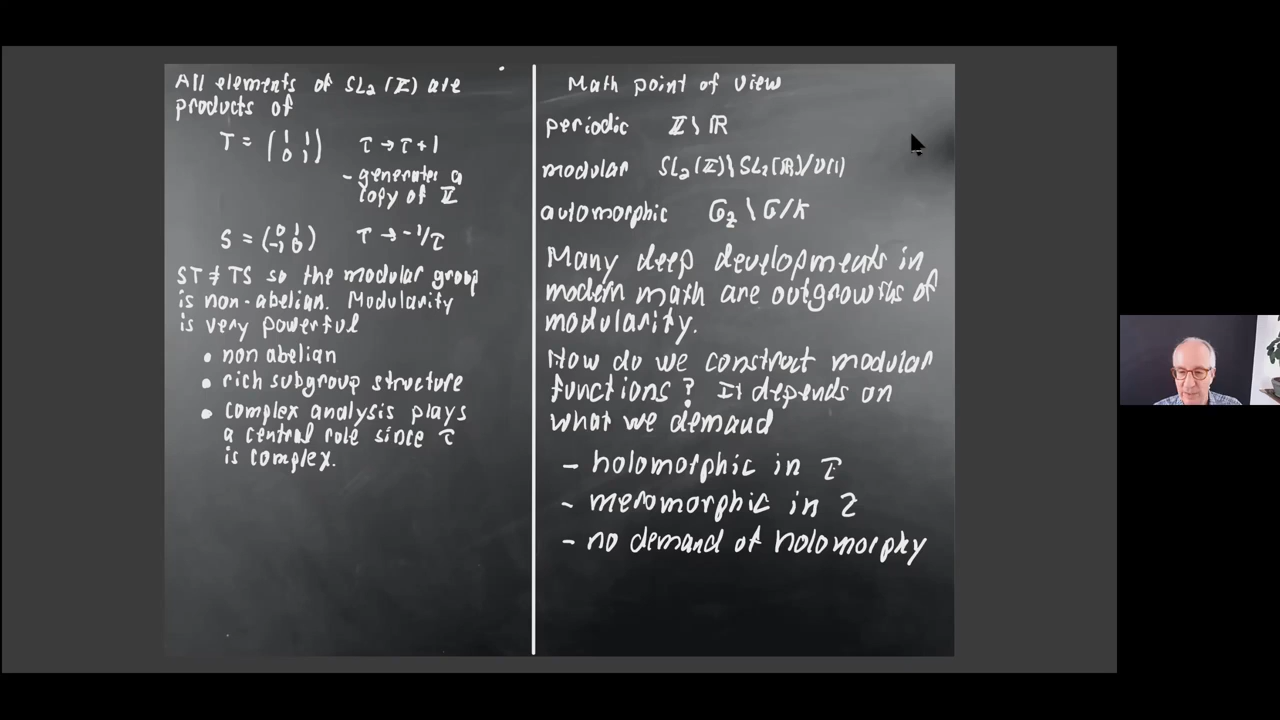 All elements of SL₂(ℤ) are
products of
T = (1 1
0 1) τ → τ + 1
- generates a
copy of ℤ
S = (0 1
-1 0) τ → -1/τ
ST ≠ TS so the modular group
is non-abelian. Modularity
is very powerful
• non abelian
• rich subgroup structure
• complex analysis plays
a central role since τ
is complex.
Math point of view
periodic ℤ\ℝ
modular SL₂(ℤ)\SL₂(ℝ)/U(1)
automorphic G_ℤ\G/K
Many deep developments in
modern math are outgrowths of
modularity.
How do we construct modular
functions? It depends on
what we demand
- holomorphic in τ
- meromorphic in τ
- no demand of holomorphy